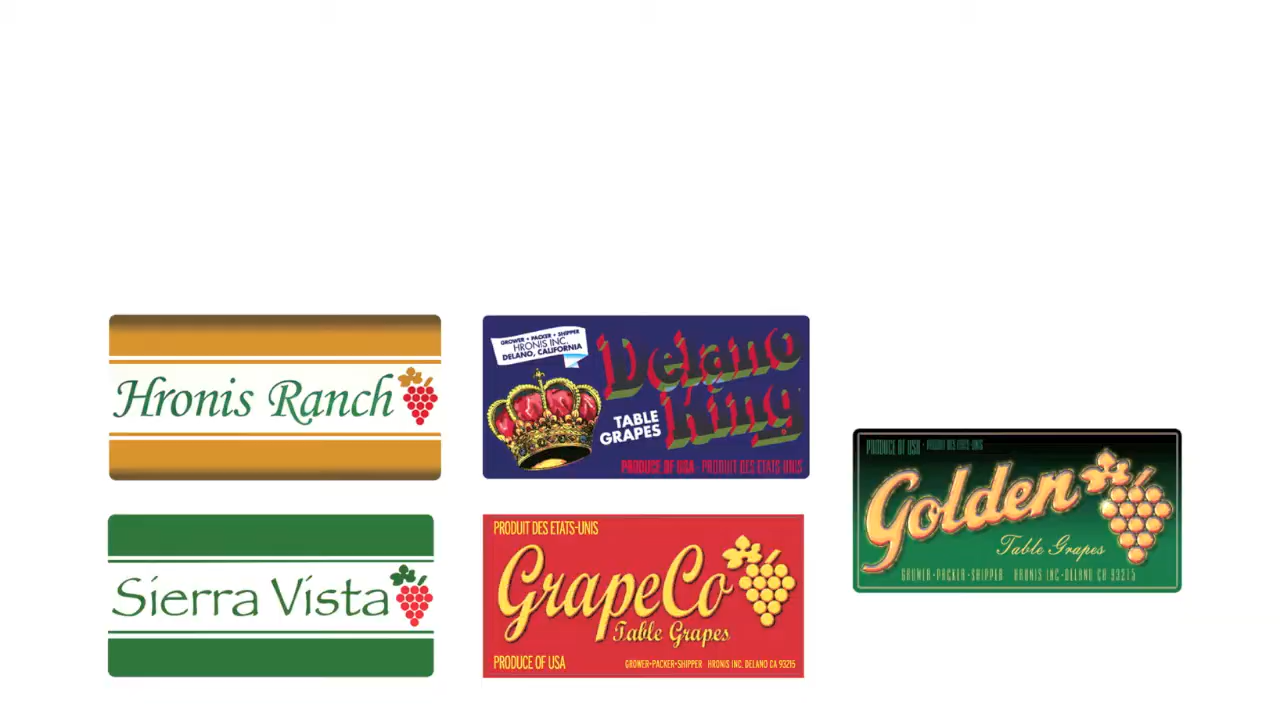 Hronis Ranch
GROWER • PACKER • SHIPPER
HRONIS INC.
DELANO, CALIFORNIA
Delano
King
TABLE
GRAPES
PRODUCE OF USA · PRODUIT DES ETATS-UNIS
Sierra Vista
PRODUIT DES ETATS-UNIS
GrapeCo
Table Grapes
PRODUCE OF USA
GROWER•PACKER•SHIPPER HRONIS INC. DELANO CA 93215
PRODUCE OF USA · PRODUIT DES ETATS-UNIS
Golden
Table Grapes
GROWER•PACKER•SHIPPER HRONIS INC•DELANO CA 93215